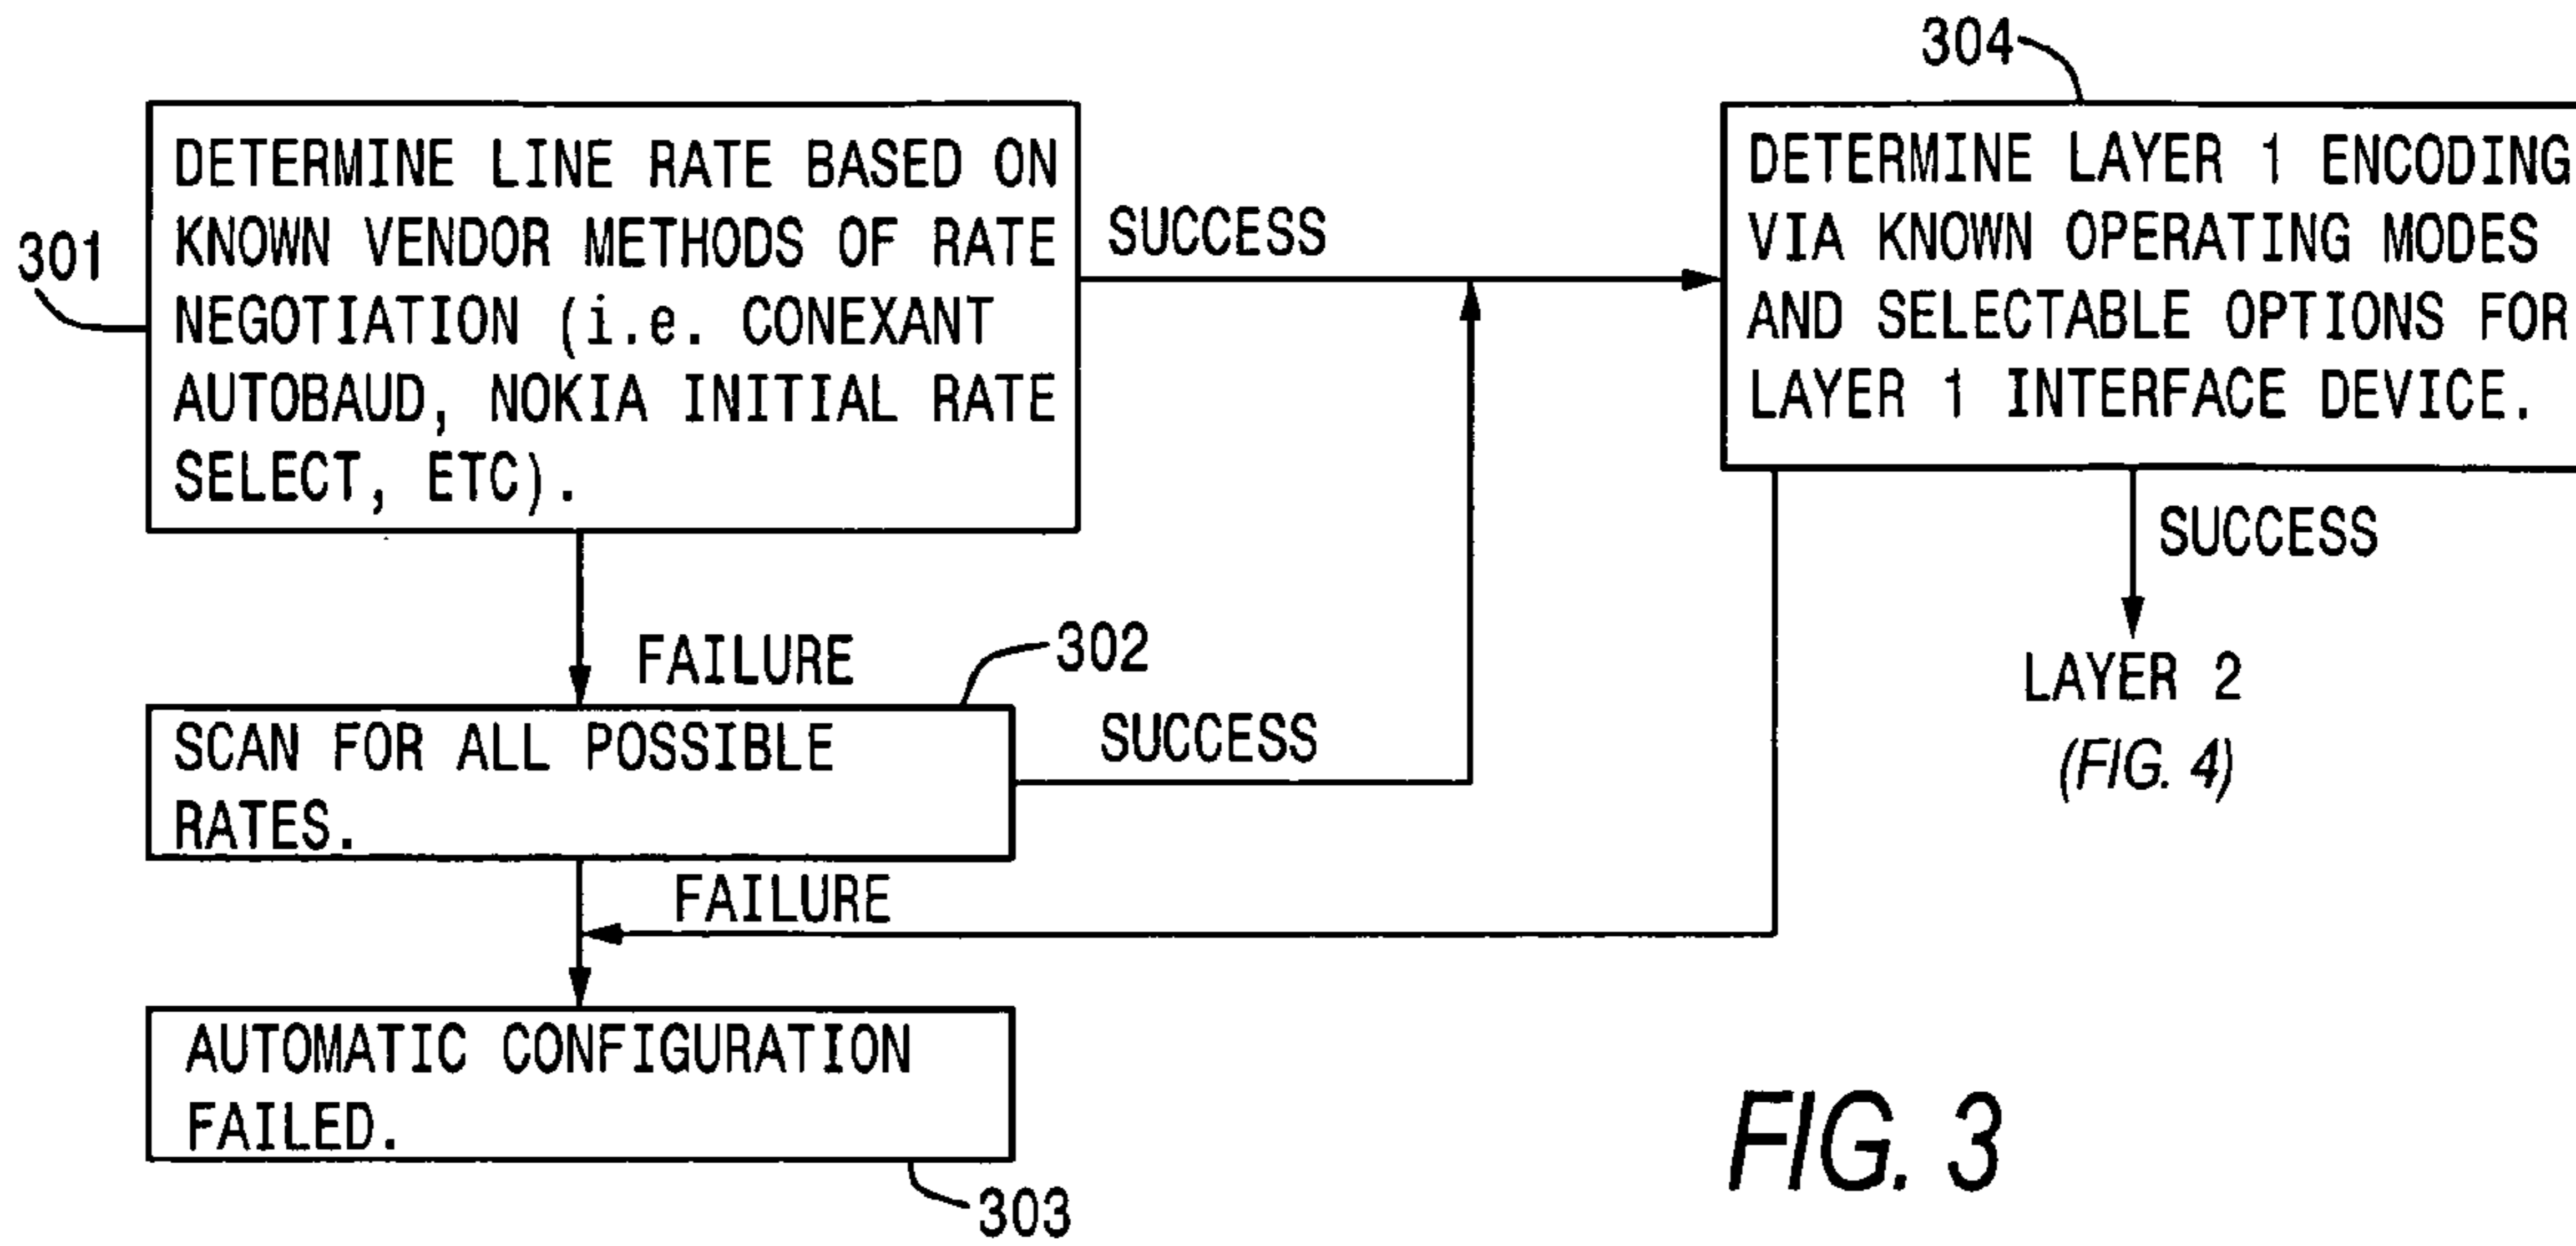 304
DETERMINE LINE RATE BASED ON
KNOWN VENDOR METHODS OF RATE
NEGOTIATION (i.e. CONEXANT
AUTOBAUD, NOKIA INITIAL RATE
SELECT, ETC).
301
SUCCESS
DETERMINE LAYER 1 ENCODING
VIA KNOWN OPERATING MODES
AND SELECTABLE OPTIONS FOR
LAYER 1 INTERFACE DEVICE.
SUCCESS
LAYER 2
(FIG. 4)
FAILURE
302
SCAN FOR ALL POSSIBLE
RATES.
SUCCESS
FAILURE
AUTOMATIC CONFIGURATION
FAILED.
303
FIG. 3